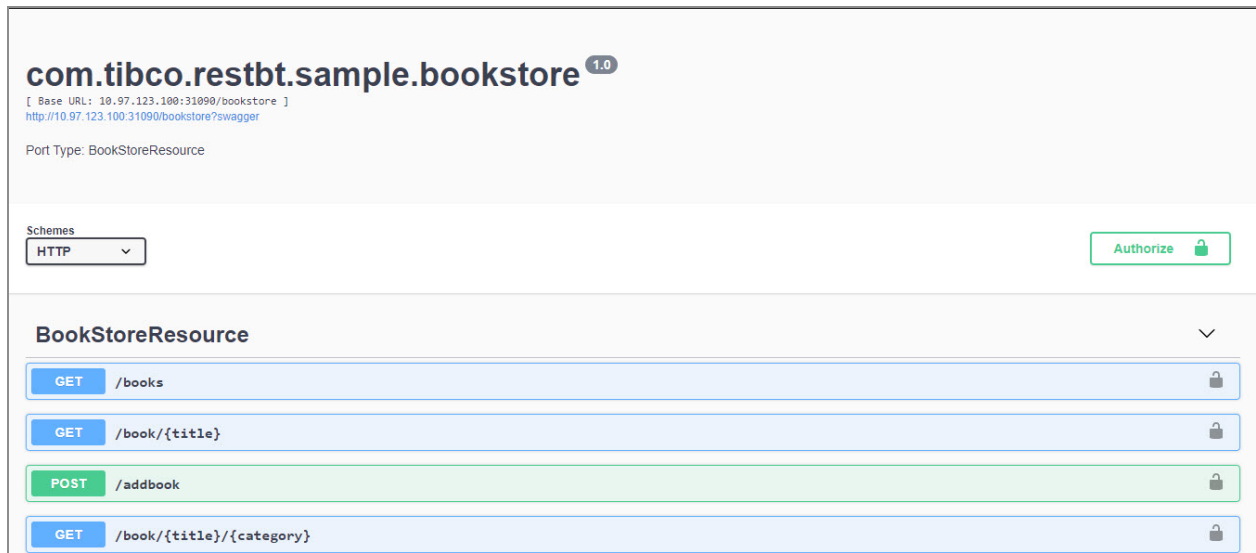 com.tibco.restbt.sample.bookstore 1.0
[ Base URL: 10.97.123.100:31090/bookstore ]
http://10.97.123.100:31090/bookstore?swagger
Port Type: BookStoreResource
Schemes
HTTP
Authorize
BookStoreResource
GET /books
GET /book/{title}
POST /addbook
GET /book/{title}/{category}